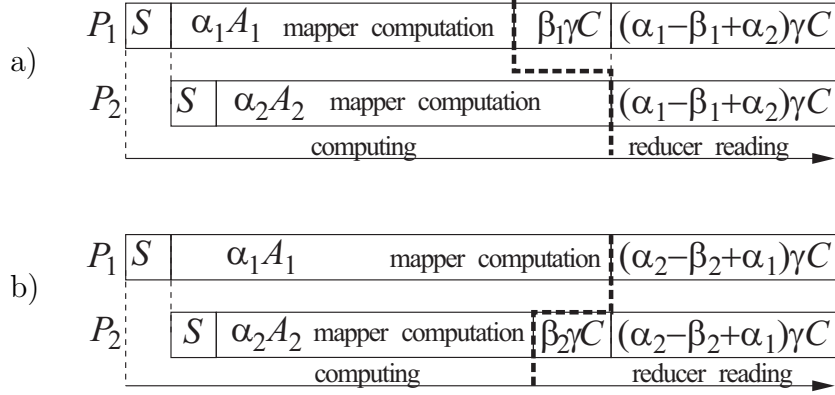 a)
P₁ S α₁A₁ mapper computation β₁γC (α₁−β₁+α₂)γC
P₂ S α₂A₂ mapper computation (α₁−β₁+α₂)γC
computing reducer reading
b)
P₁ S α₁A₁ mapper computation (α₂−β₂+α₁)γC
P₂ S α₂A₂ mapper computation β₂γC (α₂−β₂+α₁)γC
computing reducer reading